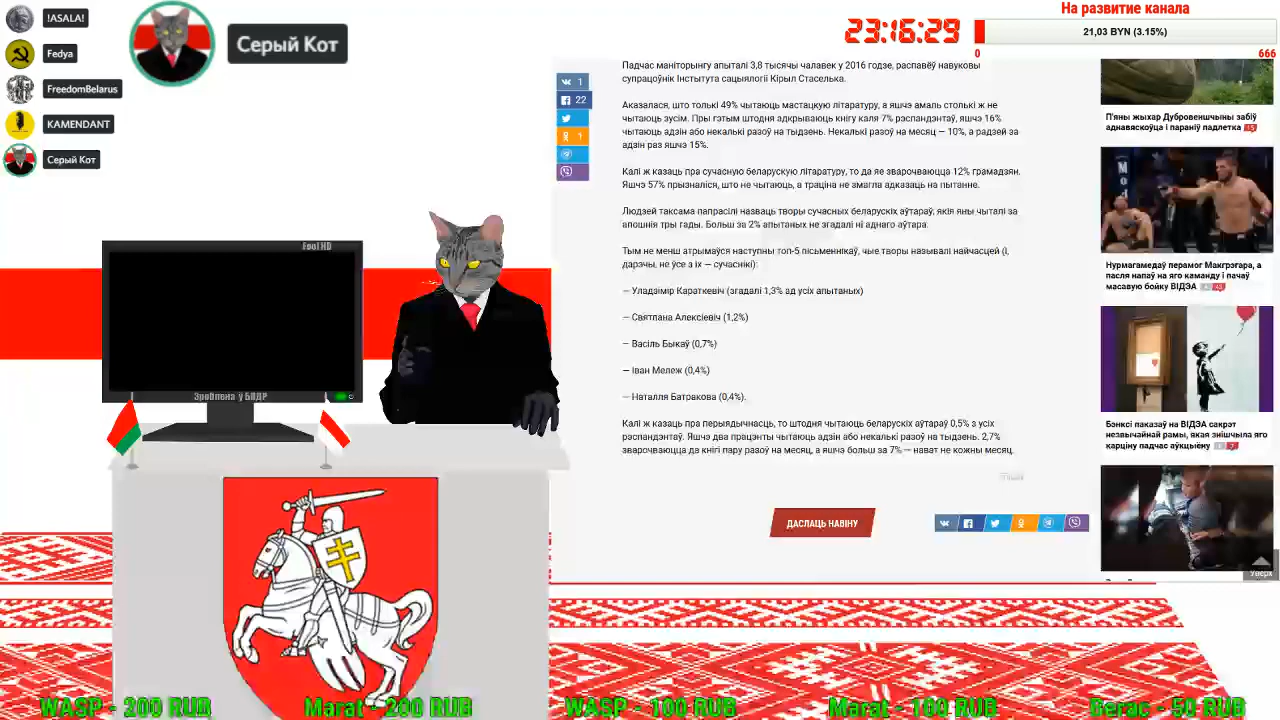 !ASALA!
Fedya
FreedomBelarus
KAMENDANT
Серый Кот
Серый Кот
23:16:29
На развитие канала
21,03 BYN (3.15%)
0
666
1
22
1
Падчас маніторынгу апыталі 3,8 тысячы чалавек у 2016 годзе, распавёў навуковы
супрацоўнік Інстытута сацыялогіі Кірыл Стаселька.
Аказалася, што толькі 49% чытаюць мастацкую літаратуру, а яшчэ амаль столькі ж не
чытаюць зусім. Пры гэтым штодня адкрываюць кнігу каля 7% рэспандэнтаў, яшчэ 16%
чытаюць адзін або некалькі разоў на тыдзень. Некалькі разоў на месяц — 10%, а радзей за
адзін раз яшчэ 15%.
Калі ж казаць пра сучасную беларускую літаратуру, то да яе звярочваюцца 12% грамадзян.
Яшчэ 57% прызналіся, што не чытаюць, а траціна не змагла адказаць на пытанне.
Людзей таксама папрасілі назваць творы сучасных беларускіх аўтараў, якія яны чыталі за
апошнія тры гады. Больш за 2% апытаных не згадалі ні аднаго аўтара.
Тым не менш атрымаўся наступны топ-5 пісьменнікаў, чые творы называлі найчасцей (і,
дарэчы, не ўсе з іх — сучаснікі):
— Уладзімір Караткевіч (згадалі 1,3% ад усіх апытаных)
— Святлана Алексіевіч (1,2%)
— Васіль Быкаў (0,7%)
— Іван Мележ (0,4%)
— Наталля Батракова (0,4%).
Калі ж казаць пра перыядычнасць, то штодня чытаюць беларускіх аўтараў 0,5% з усіх
рэспандэнтаў. Яшчэ два працэнты чытаюць адзін або некалькі разоў на тыдзень. 2,7%
звярочваюцца да кнігі пару разоў на месяц, а яшчэ больш за 7% — нават не кожны месяц.
ДАСЛАЦЬ НАВІНУ
П'яны жыхар Дубровеншчыны забіў
аднавяскоўца і параніў падлетка 15
Нурмагамедаў перамог Макгрэгара, а
пасля напаў на яго каманду і пачаў
масавую бойку ВІДЭА
Бэнксі паказаў на ВІДЭА сакрэт
незвычайнай рамы, якая знішчыла яго
карціну падчас аўкцыёну
Уверх
Fool HD
Зроблена ў БНДР
WASP - 200 RUB
Marat - 200 RUB
WASP - 100 RUB
Marat - 100 RUB
Berac - 50 RUB